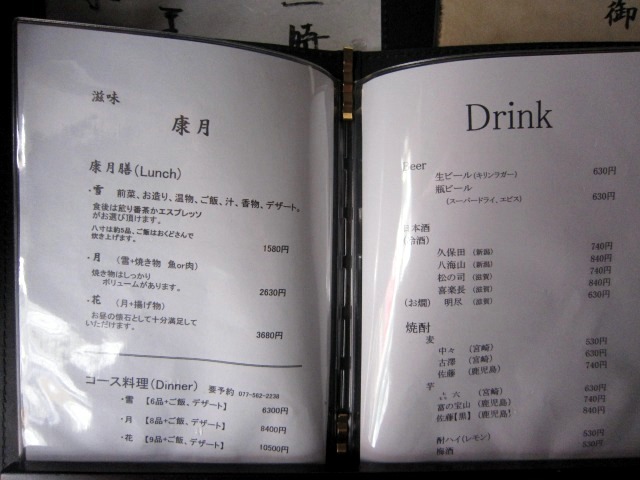 二時
御
滋味
康月
康月膳(Lunch)
・雪 前菜、お造り、温物、ご飯、汁、香物、デザート。
食後は煎り番茶かエスプレッソ
がお選び頂けます。
八寸は約5品、ご飯はおくどさんで
炊き上げます。
1580円
・月 (雪+焼き物 魚or肉)
焼き物はしっかり
ボリュームがあります。
2630円
・花 (月+揚げ物)
お昼の懐石として十分満足して
いただけます。
3680円
コース料理(Dinner) 要予約 077-562-2238
・雪 【6品+ご飯、デザート】 6300円
・月 【8品+ご飯、デザート】 8400円
・花 【9品+ご飯、デザート】 10500円
Drink
Beer
生ビール(キリンラガー) 630円
瓶ビール
(スーパードライ、エビス) 630円
日本酒
(冷酒)
久保田 (新潟) 740円
八海山 (新潟) 840円
松の司 (滋賀) 740円
喜楽長 (滋賀) 840円
(お燗) 明尽 (滋賀) 630円
焼酎
麦
中々 (宮崎) 530円
古澤 (宮崎) 630円
佐藤 (鹿児島) 740円
芋
六 (宮崎) 630円
富の宝山 (鹿児島) 740円
佐藤【黒】 (鹿児島) 840円
酎ハイ(レモン) 530円
梅酒 530円